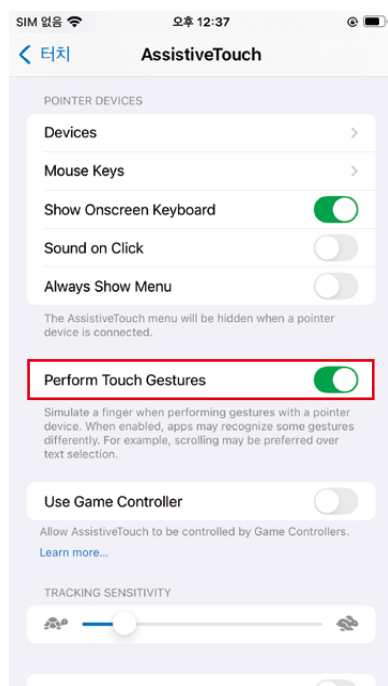 SIM 없음 오후 12:37
터치 AssistiveTouch
POINTER DEVICES
Devices
Mouse Keys
Show Onscreen Keyboard
Sound on Click
Always Show Menu
The AssistiveTouch menu will be hidden when a pointer
device is connected.
Perform Touch Gestures
Simulate a finger when performing gestures with a pointer
device. When enabled, apps may recognize some gestures
differently. For example, scrolling may be preferred over
text selection.
Use Game Controller
Allow AssistiveTouch to be controlled by Game Controllers.
Learn more...
TRACKING SENSITIVITY